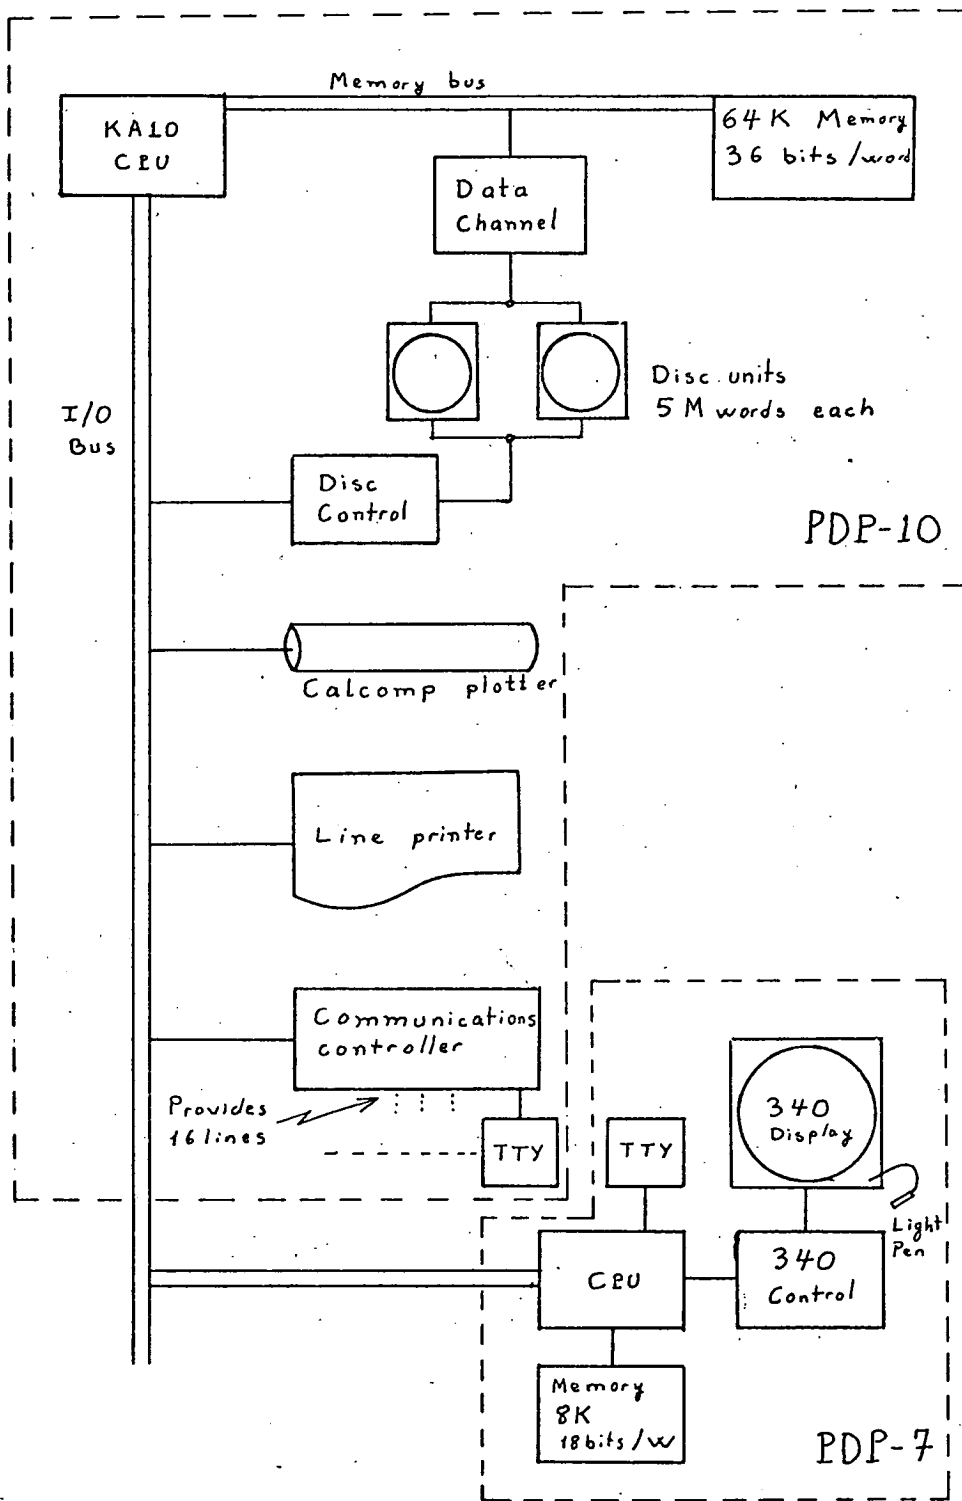 Memory bus
KA10
CPU
64K Memory
36 bits/word
Data
Channel
Disc units
5 M words each
I/O
Bus
Disc
Control
PDP-10
Calcomp plotter
Line printer
Communications
controller
Provides
16 lines
TTY
TTY
340
Display
Light
Pen
CPU
340
Control
Memory
8K
18bits/W
PDP-7